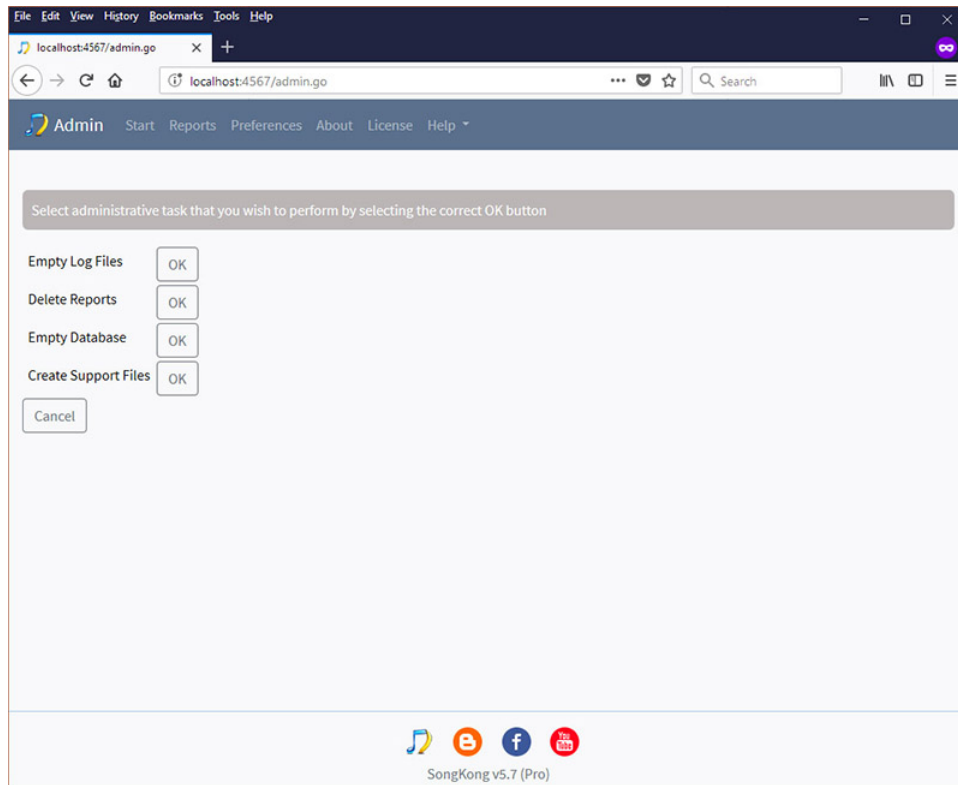 File Edit View History Bookmarks Tools Help
localhost:4567/admin.go
localhost:4567/admin.go
Search
Admin Start Reports Preferences About License Help
Select administrative task that you wish to perform by selecting the correct OK button
Empty Log Files OK
Delete Reports OK
Empty Database OK
Create Support Files OK
Cancel
You Tube
SongKong v5.7 (Pro)